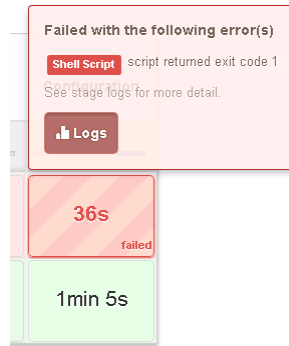 Failed with the following error(s)
Shell Script script returned exit code 1
Configuration
See stage logs for more detail.
Logs
36s
failed
1min 5s